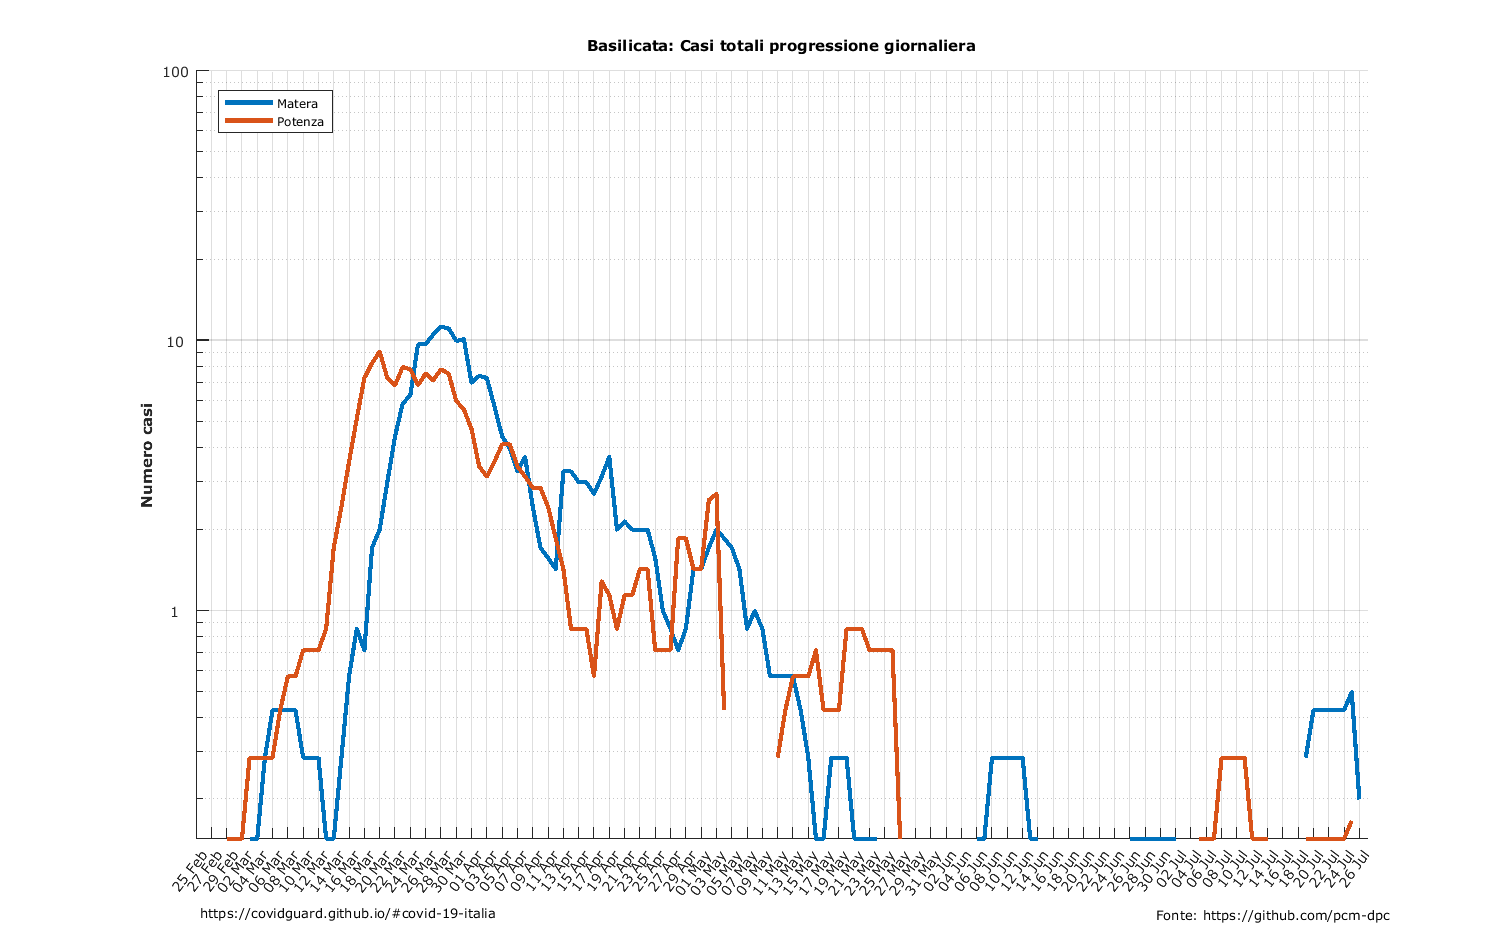 Basilicata: Casi totali progressione giornaliera
100
10
1
Numero casi
Matera
Potenza
25 Feb
27 Feb
29 Feb
02 Mar
04 Mar
06 Mar
08 Mar
10 Mar
12 Mar
14 Mar
16 Mar
18 Mar
20 Mar
22 Mar
24 Mar
26 Mar
28 Mar
30 Mar
01 Apr
03 Apr
05 Apr
07 Apr
09 Apr
11 Apr
13 Apr
15 Apr
17 Apr
19 Apr
21 Apr
23 Apr
25 Apr
27 Apr
29 Apr
01 May
03 May
05 May
07 May
09 May
11 May
13 May
15 May
17 May
19 May
21 May
23 May
25 May
27 May
29 May
31 May
02 Jun
04 Jun
06 Jun
08 Jun
10 Jun
12 Jun
14 Jun
16 Jun
18 Jun
20 Jun
22 Jun
24 Jun
26 Jun
28 Jun
30 Jun
02 Jul
04 Jul
06 Jul
08 Jul
10 Jul
12 Jul
14 Jul
16 Jul
18 Jul
20 Jul
22 Jul
24 Jul
26 Jul
https://covidguard.github.io/#covid-19-italia
Fonte: https://github.com/pcm-dpc